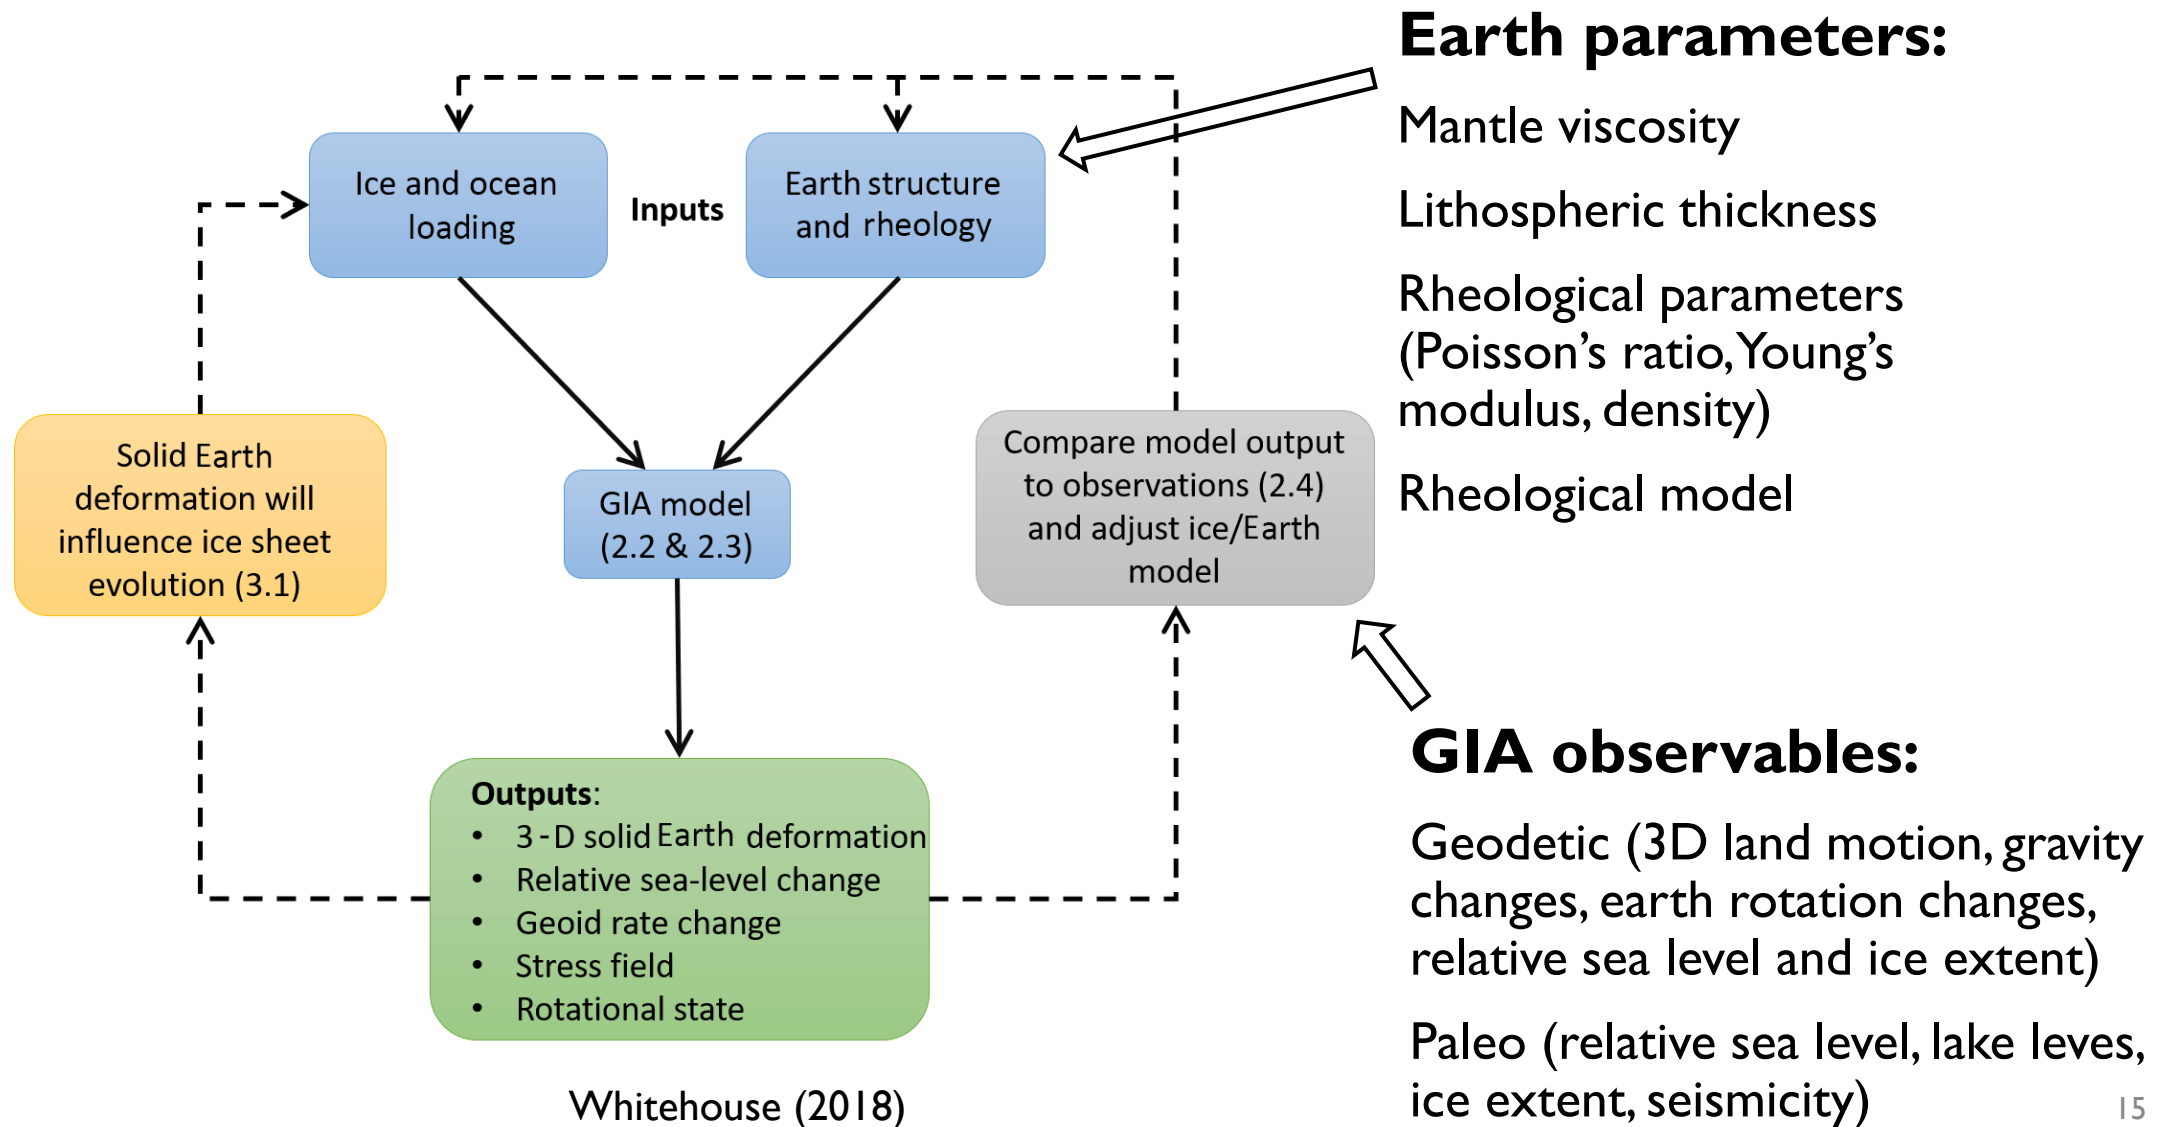 Earth parameters:
Mantle viscosity
Lithospheric thickness
Rheological parameters
(Poisson's ratio, Young's
modulus, density)
Rheological model
Ice and ocean
loading
Inputs
Earth structure
and rheology
Solid Earth
deformation will
influence ice sheet
evolution (3.1)
GIA model
(2.2 & 2.3)
Compare model output
to observations (2.4)
and adjust ice/Earth
model
Outputs:
• 3-D solid Earth deformation
• Relative sea-level change
• Geoid rate change
• Stress field
• Rotational state
GIA observables:
Geodetic (3D land motion, gravity
changes, earth rotation changes,
relative sea level and ice extent)
Paleo (relative sea level, lake leves,
ice extent, seismicity)
Whitehouse (2018)
15